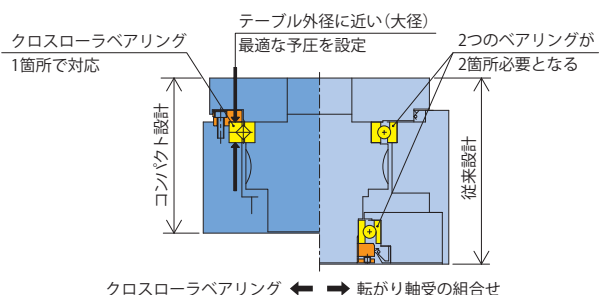 テーブル外径に近い（大径）
最適な予圧を設定
クロスローラベアリング
1箇所で対応
2つのベアリングが
2箇所必要となる
コンパクト設計
従来設計
クロスローラベアリング ← → 転がり軸受の組合せ